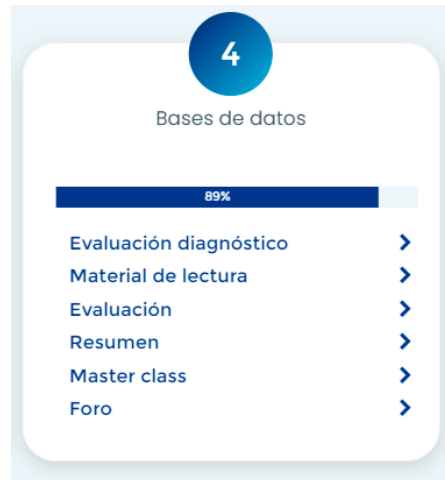 4
Bases de datos
89%
Evaluación diagnóstico
Material de lectura
Evaluación
Resumen
Master class
Foro